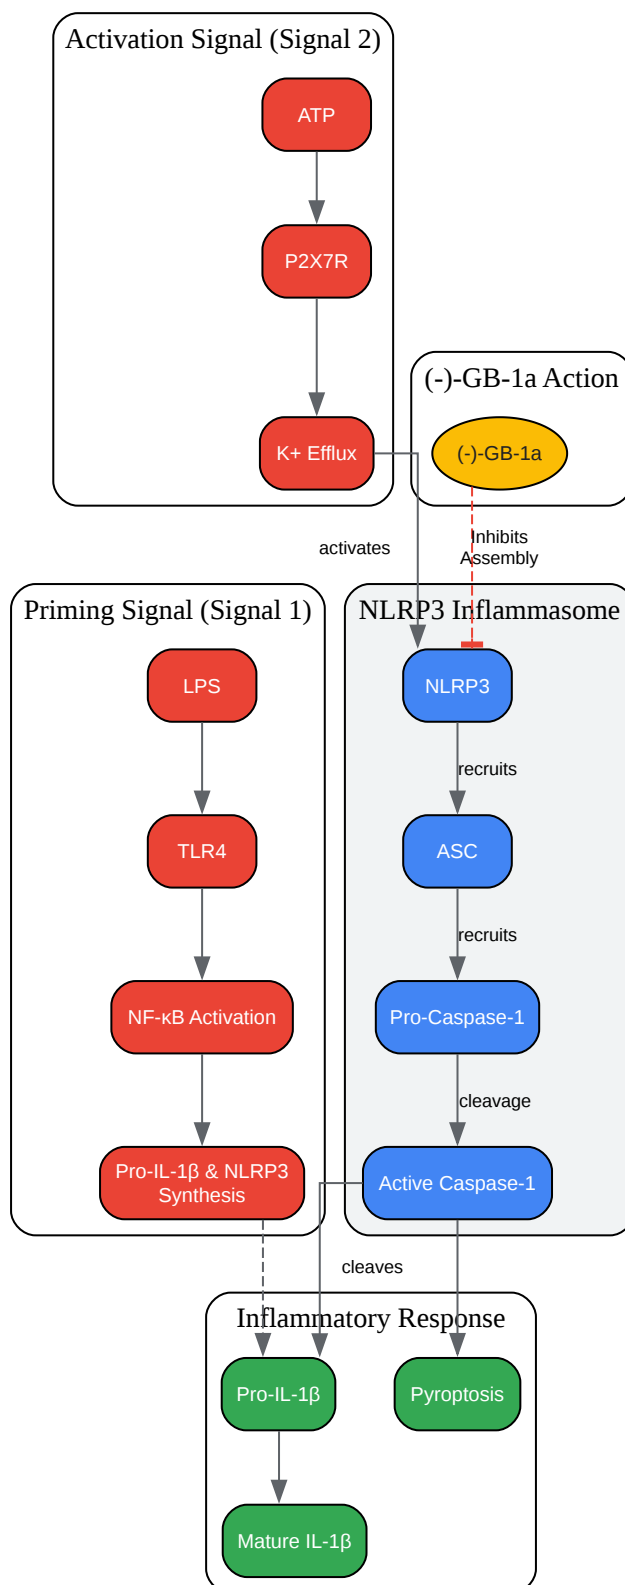 Activation Signal (Signal 2)
ATP
P2X7R
K+ Efflux
(-)-GB-1a Action
(-)-GB-1a
activates
Inhibits
Assembly
Priming Signal (Signal 1)
LPS
TLR4
NF-κB Activation
Pro-IL-1β & NLRP3
Synthesis
NLRP3 Inflammasome
NLRP3
recruits
ASC
recruits
Pro-Caspase-1
cleavage
Active Caspase-1
cleaves
Inflammatory Response
Pro-IL-1β
Pyroptosis
Mature IL-1β